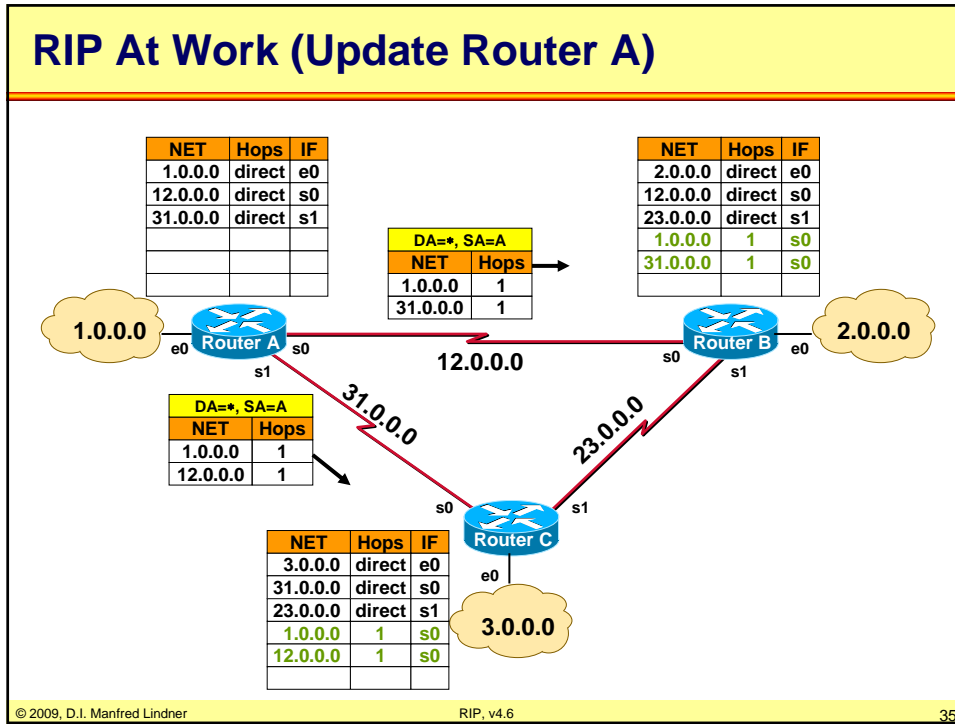 RIP At Work (Update Router A)
NET Hops IF
1.0.0.0 direct e0
12.0.0.0 direct s0
31.0.0.0 direct s1
NET Hops IF
2.0.0.0 direct e0
12.0.0.0 direct s0
23.0.0.0 direct s1
1.0.0.0 1 s0
31.0.0.0 1 s0
DA=*, SA=A
NET Hops
1.0.0.0 1
31.0.0.0 1
1.0.0.0
e0
Router A
s0
s1
12.0.0.0
s0
Router B
e0
s1
2.0.0.0
31.0.0.0
23.0.0.0
DA=*, SA=A
NET Hops
1.0.0.0 1
12.0.0.0 1
s0
s1
Router C
e0
3.0.0.0
NET Hops IF
3.0.0.0 direct e0
31.0.0.0 direct s0
23.0.0.0 direct s1
1.0.0.0 1 s0
12.0.0.0 1 s0
© 2009, D.I. Manfred Lindner
RIP, v4.6
35